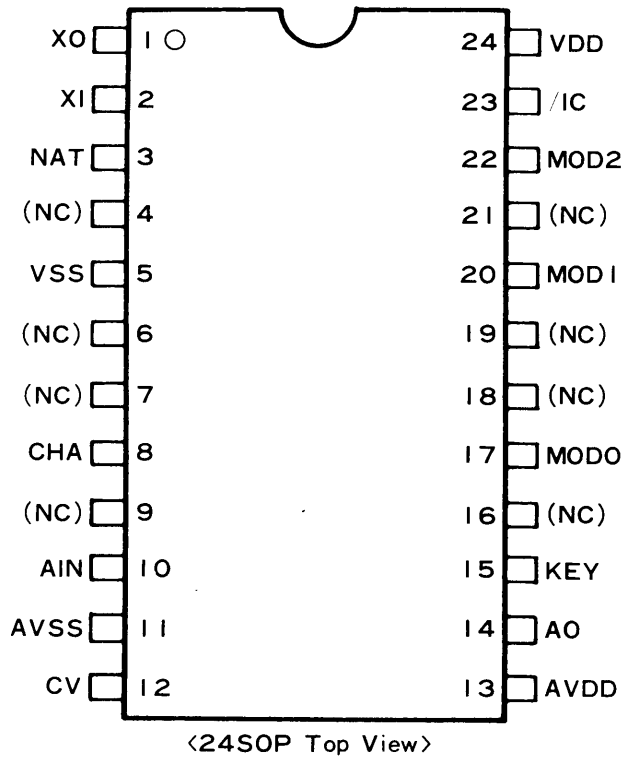 XO 1 24 VDD
XI 2 23 /IC
NAT 3 22 MOD2
(NC) 4 21 (NC)
VSS 5 20 MOD1
(NC) 6 19 (NC)
(NC) 7 18 (NC)
CHA 8 17 MOD0
(NC) 9 16 (NC)
AIN 10 15 KEY
AVSS 11 14 AO
CV 12 13 AVDD
<24SOP Top View>